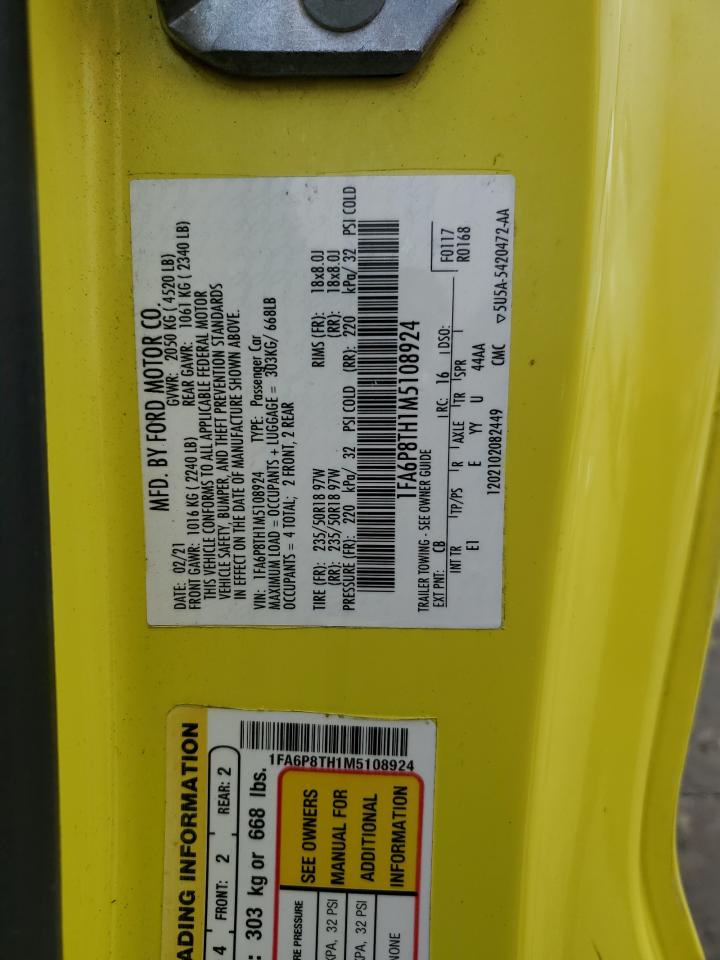 MFD. BY FORD MOTOR CO.
DATE: 02/21 GVWR: 2050 KG ( 4520 LB)
FRONT GAWR: 1016 KG ( 2240 LB) REAR GAWR: 1061 KG ( 2340 LB)
THIS VEHICLE CONFORMS TO ALL APPLICABLE FEDERAL MOTOR
VEHICLE SAFETY, BUMPER, AND THEFT PREVENTION STANDARDS
IN EFFECT ON THE DATE OF MANUFACTURE SHOWN ABOVE.
VIN: 1FA6P8TH1M5108924 TYPE: Passenger Car
MAXIMUM LOAD = OCCUPANTS + LUGGAGE = 303KG/ 668LB
OCCUPANTS = 4 TOTAL; 2 FRONT, 2 REAR
TIRE (FR): 235/50R18 97W RIMS (FR): 18x8.0J
(RR): 235/50R18 97W (RR): 18x8.0J
PRESSURE (FR): 220 kPa/ 32 PSI COLD (RR): 220 kPa/ 32 PSI COLD
1FA6P8TH1M5108924
TRAILER TOWING - SEE OWNER GUIDE
EXT PNT: CB RC: 16 DSO: F0117
R0168
INT TR TP/PS R AXLE TR SPR
EI E YY U 44AA
1202102082449 CMC ▽5U5A-5420472-AA
ADING INFORMATION
4 FRONT: 2 REAR: 2
: 303 kg or 668 lbs.
1FA6P8TH1M5108924
RE PRESSURE
KPA, 32 PSI
KPA, 32 PSI
NONE
SEE OWNERS
MANUAL FOR
ADDITIONAL
INFORMATION